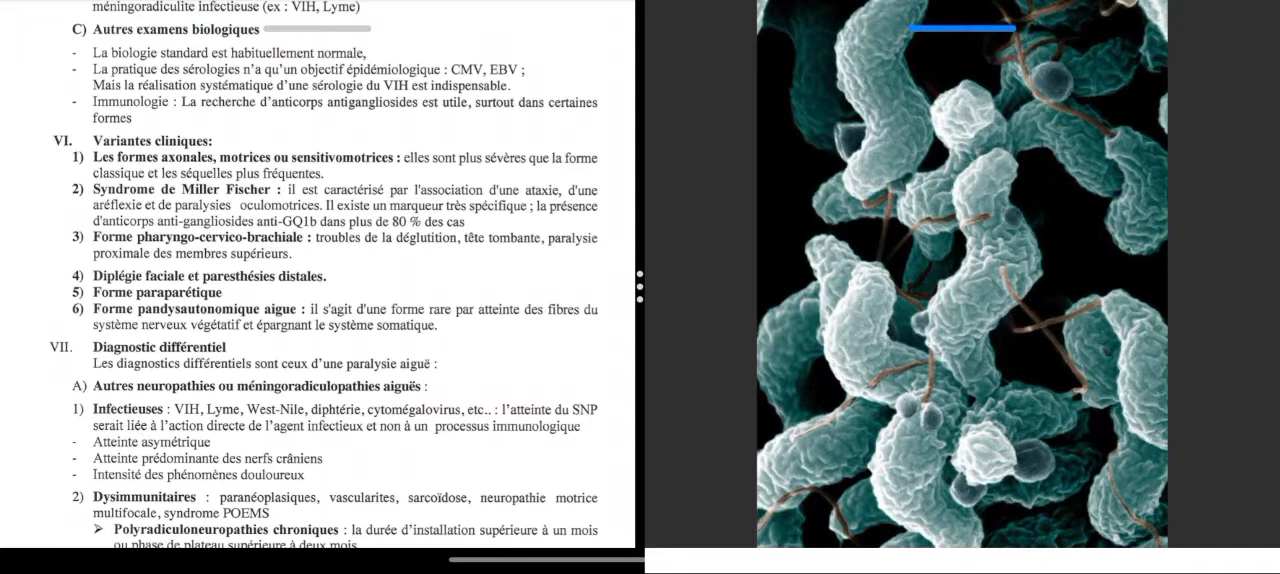 méningoradiculite infectieuse (ex : VIH, Lyme)
C) Autres examens biologiques
- La biologie standard est habituellement normale,
- La pratique des sérologies n'a qu'un objectif épidémiologique : CMV, EBV ;
Mais la réalisation systématique d'une sérologie du VIH est indispensable.
- Immunologie : La recherche d'anticorps antigangliosides est utile, surtout dans certaines
formes
VI. Variantes cliniques:
1) Les formes axonales, motrices ou sensitivomotrices : elles sont plus sévères que la forme
classique et les séquelles plus fréquentes.
2) Syndrome de Miller Fischer : il est caractérisé par l'association d'une ataxie, d'une
aréflexie et de paralysies oculomotrices. Il existe un marqueur très spécifique ; la présence
d'anticorps anti-gangliosides anti-GQ1b dans plus de 80 % des cas
3) Forme pharyngo-cervico-brachiale : troubles de la déglutition, tête tombante, paralysie
proximale des membres supérieurs.
4) Diplégie faciale et paresthésies distales.
5) Forme paraparétique
6) Forme pandysautonomique aigue : il s'agit d'une forme rare par atteinte des fibres du
système nerveux végétatif et épargnant le système somatique.
VII. Diagnostic différentiel
Les diagnostics différentiels sont ceux d'une paralysie aiguë :
A) Autres neuropathies ou méningoradiculopathies aiguës :
1) Infectieuses : VIH, Lyme, West-Nile, diphtérie, cytomégalovirus, etc.. : l'atteinte du SNP
serait liée à l'action directe de l'agent infectieux et non à un processus immunologique
- Atteinte asymétrique
- Atteinte prédominante des nerfs crâniens
- Intensité des phénomènes douloureux
2) Dysimmunitaires : paranéoplasiques, vascularites, sarcoïdose, neuropathie motrice
multifocale, syndrome POEMS
➢ Polyradiculoneuropathies chroniques : la durée d'installation supérieure à un mois
ou phase de plateau supérieure à deux mois